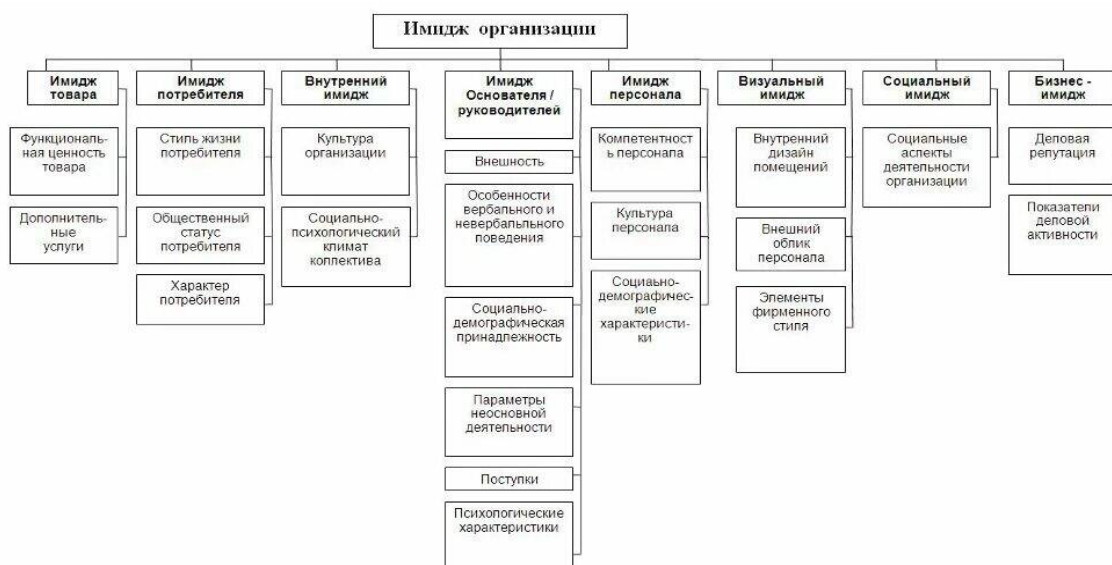 Имидж организации
Имидж
товара
Функциональ-
ная ценность
товара
Дополнитель-
ные
услуги
Имидж
потребителя
Стиль жизни
потребителя
Общественный
статус
потребителя
Характер
потребителя
Внутренний
имидж
Культура
организации
Социально-
психологический
климат
коллектива
Имидж
Основателя /
руководителей
Внешность
Особенности
вербального и
невербалььного
поведения
Социально-
демографическая
принадлежность
Параметры
неосновной
деятельности
Поступки
Психологические
характеристики
Имидж
персонала
Компетентност
ь персонала
Культура
персонала
Социаьно-
демографичес-
ские
характеристи-
ки
Визуальный
имидж
Внутренний
дизайн
помещений
Внешний
облик
персонала
Элементы
фирменного
стиля
Социальный
имидж
Социальные
аспекты
деятельности
организации
Бизнес -
имидж
Деловая
репутация
Показатели
деловой
активности